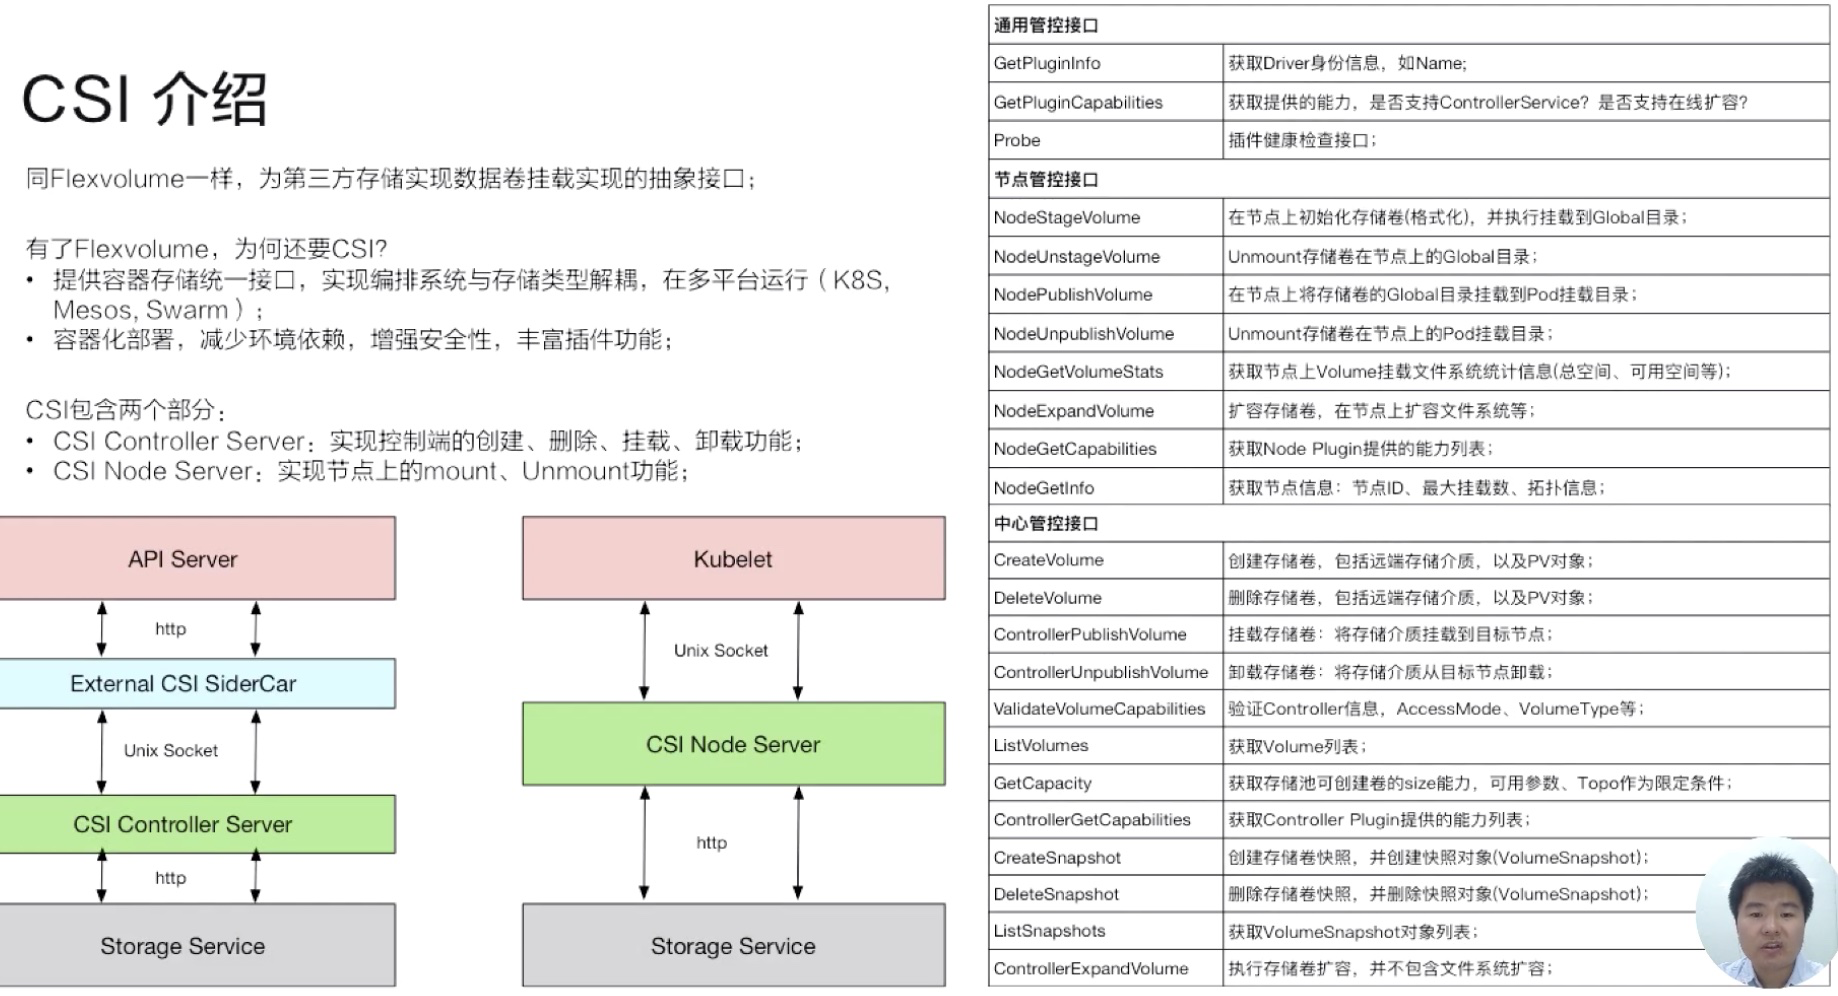 CSI 介绍
同Flexvolume一样，为第三方存储实现数据卷挂载实现的抽象接口；
有了Flexvolume，为何还要CSI？
• 提供容器存储统一接口，实现编排系统与存储类型解耦，在多平台运行（K8S,
Mesos, Swarm）；
• 容器化部署，减少环境依赖，增强安全性，丰富插件功能；
CSI包含两个部分：
• CSI Controller Server：实现控制端的创建、删除、挂载、卸载功能；
• CSI Node Server：实现节点上的mount、Unmount功能；
API Server
http
External CSI SiderCar
Unix Socket
CSI Controller Server
http
Storage Service
Kubelet
Unix Socket
CSI Node Server
http
Storage Service
通用管控接口
GetPluginInfo 获取Driver身份信息，如Name;
GetPluginCapabilities 获取提供的能力，是否支持ControllerService？是否支持在线扩容？
Probe 插件健康检查接口；
节点管控接口
NodeStageVolume 在节点上初始化存储卷(格式化)，并执行挂载到Global目录；
NodeUnstageVolume Unmount存储卷在节点上的Global目录；
NodePublishVolume 在节点上将存储卷的Global目录挂载到Pod挂载目录；
NodeUnpublishVolume Unmount存储卷在节点上的Pod挂载目录；
NodeGetVolumeStats 获取节点上Volume挂载文件系统统计信息(总空间、可用空间等)；
NodeExpandVolume 扩容存储卷，在节点上扩容文件系统等；
NodeGetCapabilities 获取Node Plugin提供的能力列表；
NodeGetInfo 获取节点信息：节点ID、最大挂载数、拓扑信息；
中心管控接口
CreateVolume 创建存储卷，包括远端存储介质，以及PV对象；
DeleteVolume 删除存储卷，包括远端存储介质，以及PV对象；
ControllerPublishVolume 挂载存储卷：将存储介质挂载到目标节点；
ControllerUnpublishVolume 卸载存储卷：将存储介质从目标节点卸载；
ValidateVolumeCapabilities 验证Controller信息，AccessMode、VolumeType等；
ListVolumes 获取Volume列表；
GetCapacity 获取存储池可创建卷的size能力，可用参数、Topo作为限定条件；
ControllerGetCapabilities 获取Controller Plugin提供的能力列表；
CreateSnapshot 创建存储卷快照，并创建快照对象(VolumeSnapshot)；
DeleteSnapshot 删除存储卷快照，并删除快照对象(VolumeSnapshot)；
ListSnapshots 获取VolumeSnapshot对象列表；
ControllerExpandVolume 执行存储卷扩容，并不包含文件系统扩容；